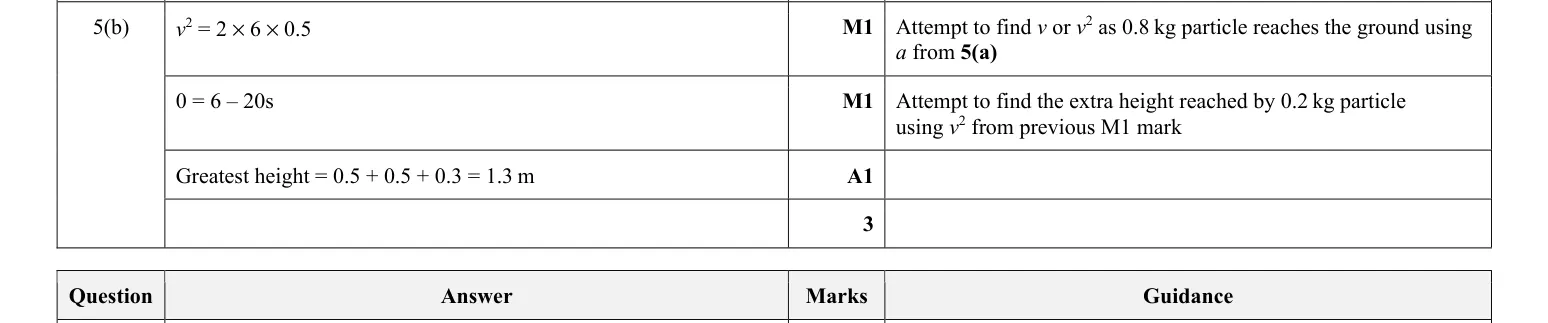 5(b) v² = 2 × 6 × 0.5 M1 Attempt to find v or v² as 0.8 kg particle reaches the ground using
a from 5(a)
0 = 6 – 20s M1 Attempt to find the extra height reached by 0.2 kg particle
using v² from previous M1 mark
Greatest height = 0.5 + 0.5 + 0.3 = 1.3 m A1
3
Question Answer Marks Guidance